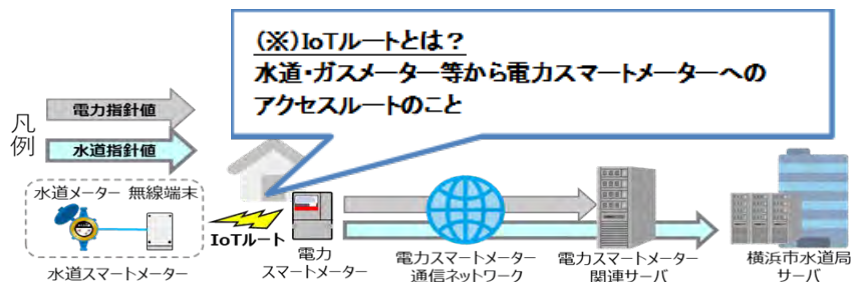 (※)IoTルートとは？
水道・ガスメーター等から電力スマートメーターへの
アクセスルートのこと
凡例
電力指針値
水道指針値
水道メーター 無線端末
IoTルート
水道スマートメーター
電力
スマートメーター
電力スマートメーター
通信ネットワーク
電力スマートメーター
関連サーバ
横浜市水道局
サーバ